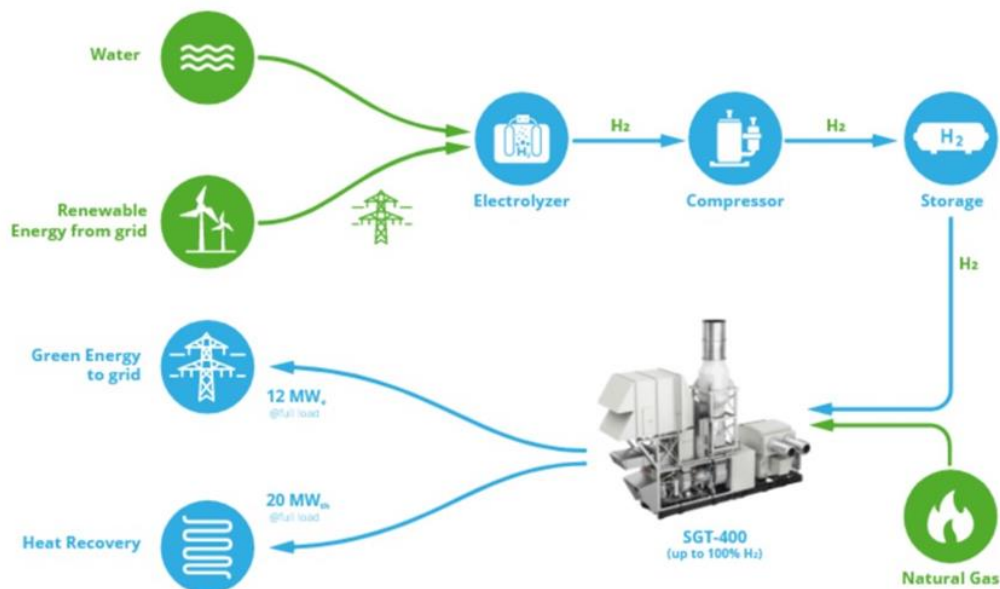 Water
Renewable
Energy from grid
H₂
Electrolyzer
H₂
Compressor
H₂
H₂
Storage
H₂
Green Energy
to grid
12 MWₑ
@full load
20 MWₜₕ
@full load
Heat Recovery
SGT-400
(up to 100% H₂)
Natural Gas